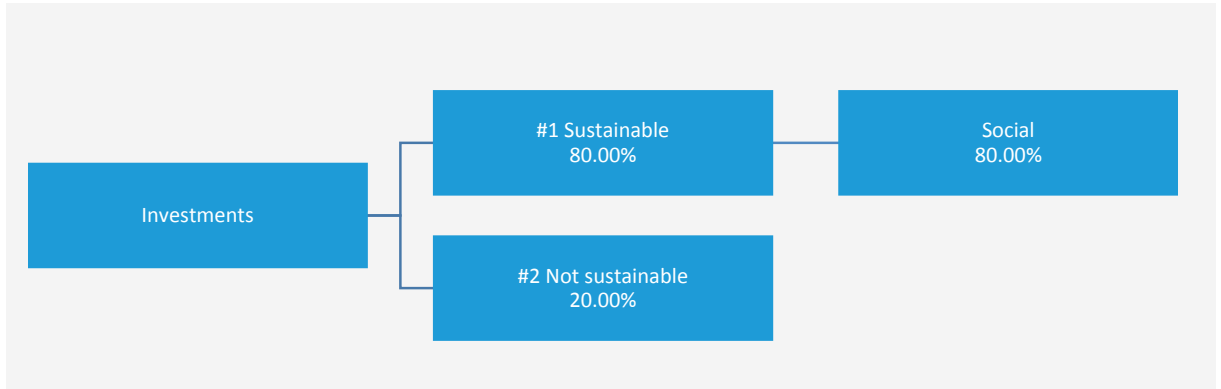 Investments
#1 Sustainable
80.00%
Social
80.00%
#2 Not sustainable
20.00%